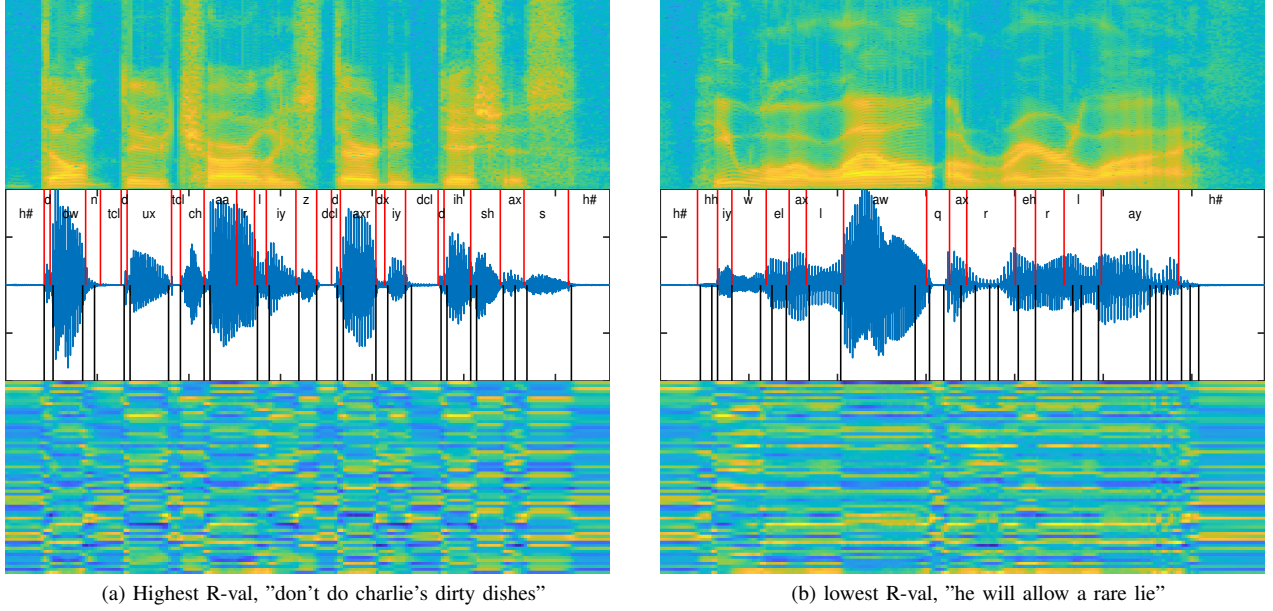 d n d tcl aa l z d dx dcl ih ax h#
h# ow tcl ux ch r iy dcl axr iy d sh s
hh w ax aw ax eh l h#
h# iy el l q r r ay
(a) Highest R-val, ”don’t do charlie’s dirty dishes”
(b) lowest R-val, ”he will allow a rare lie”